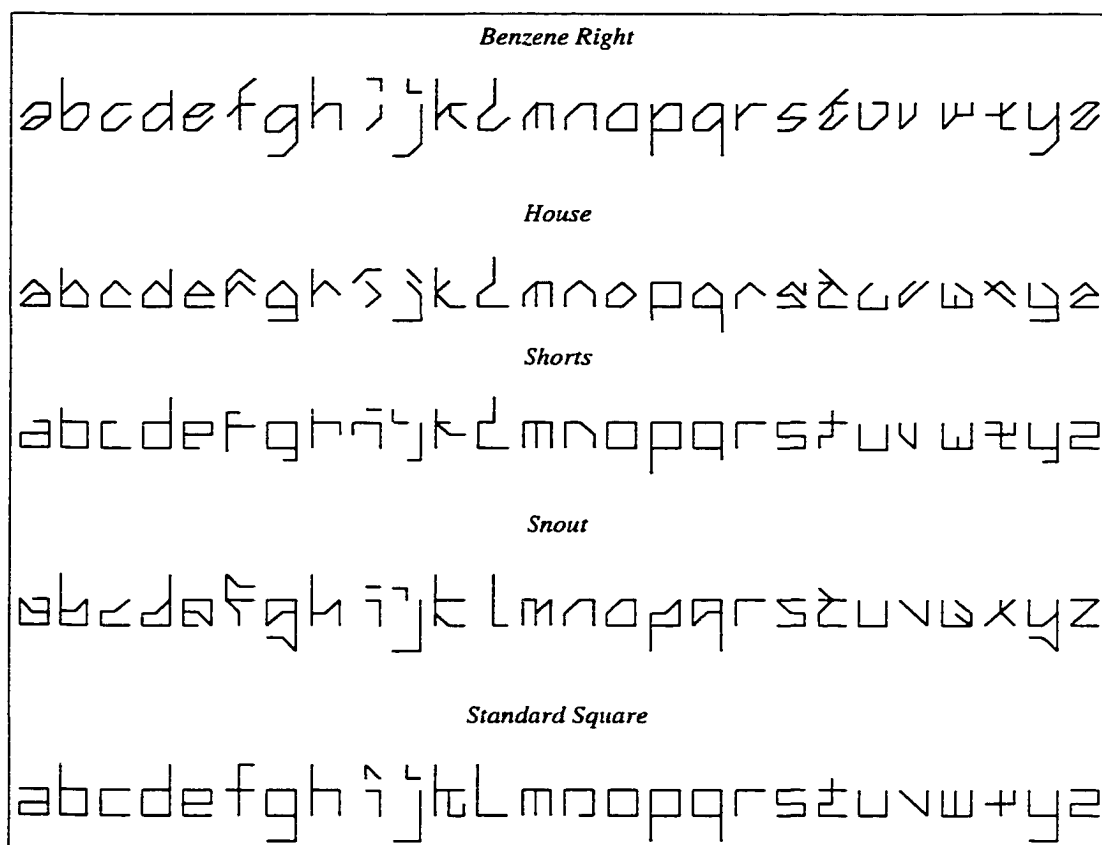 Benzene Right
abcdefghijklmnopqrstuvwxyz
House
abcdefghijklmnopqrstuvwxyz
Shorts
abcdefghijklmnopqrstuvwxyz
Snout
abcdefghijklmnopqrstuvwxyz
Standard Square
abcdefghijklmnopqrstuvwxyz